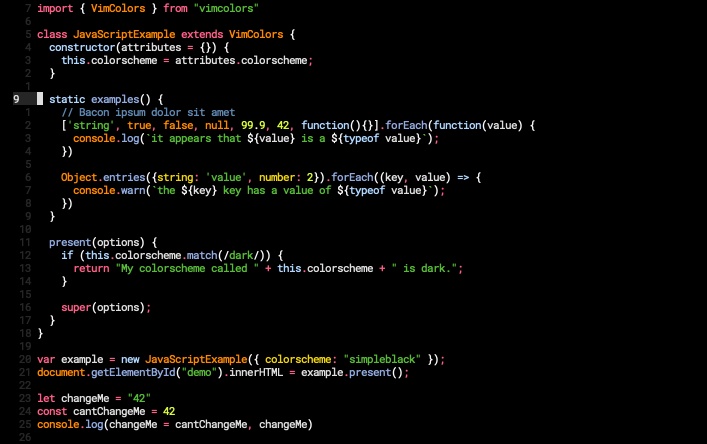 7 import { VimColors } from "vimcolors"
6
5 class JavaScriptExample extends VimColors {
4   constructor(attributes = {}) {
3     this.colorscheme = attributes.colorscheme;
2   }
1
9   static examples() {
1     // Bacon ipsum dolor sit amet
2     ['string', true, false, null, 99.9, 42, function(){}].forEach(function(value) {
3       console.log(`it appears that ${value} is a ${typeof value}`);
4     })
5
6     Object.entries({string: 'value', number: 2}).forEach((key, value) => {
7       console.warn(`the ${key} key has a value of ${typeof value}`);
8     })
9   }
10
11   present(options) {
12     if (this.colorscheme.match(/dark/)) {
13       return "My colorscheme called " + this.colorscheme + " is dark.";
14     }
15
16     super(options);
17   }
18 }
19
20 var example = new JavaScriptExample({ colorscheme: "simpleblack" });
21 document.getElementById("demo").innerHTML = example.present();
22
23 let changeMe = "42"
24 const cantChangeMe = 42
25 console.log(changeMe = cantChangeMe, changeMe)
26